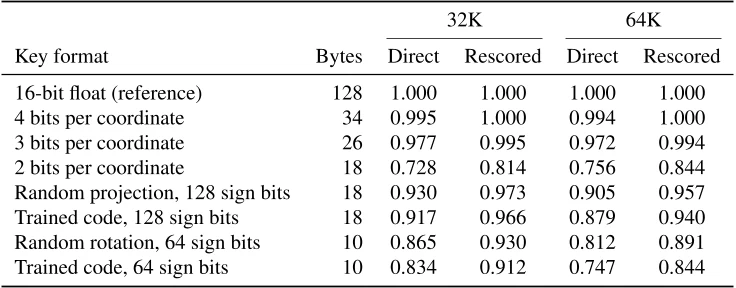 32K 64K
Key format Bytes Direct Rescored Direct Rescored
16-bit float (reference) 128 1.000 1.000 1.000 1.000
4 bits per coordinate 34 0.995 1.000 0.994 1.000
3 bits per coordinate 26 0.977 0.995 0.972 0.994
2 bits per coordinate 18 0.728 0.814 0.756 0.844
Random projection, 128 sign bits 18 0.930 0.973 0.905 0.957
Trained code, 128 sign bits 18 0.917 0.966 0.879 0.940
Random rotation, 64 sign bits 10 0.865 0.930 0.812 0.891
Trained code, 64 sign bits 10 0.834 0.912 0.747 0.844